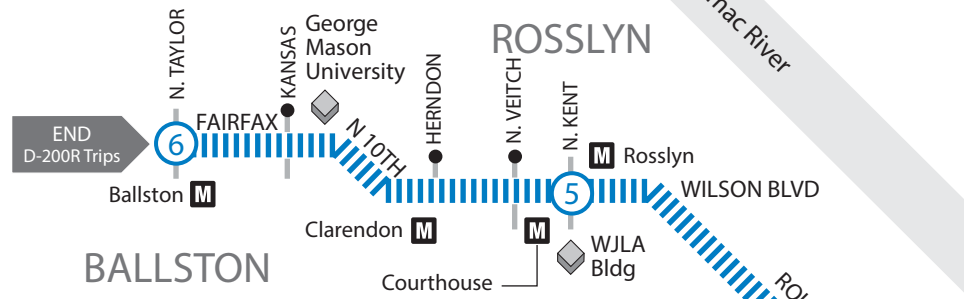 N. TAYLOR
KANSAS
George
Mason
University
ROSSLYN
River
HERNDON
N. VEITCH
N. KENT
END
D-200R Trips
6
FAIRFAX
N 10TH
M Rosslyn
Ballston M
5
WILSON BLVD
Clarendon M
M
WJLA
Bldg
BALLSTON
Courthouse